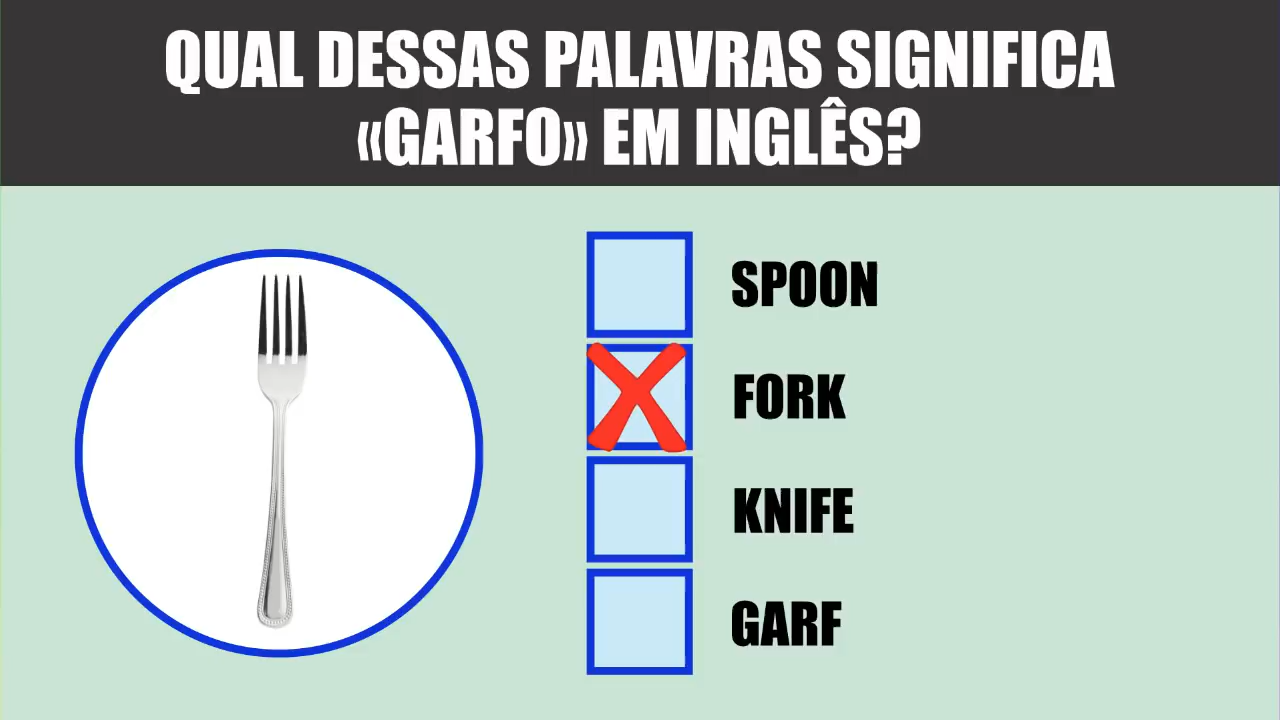 QUAL DESSAS PALAVRAS SIGNIFICA
«GARFO» EM INGLÊS?
SPOON
FORK
KNIFE
GARF